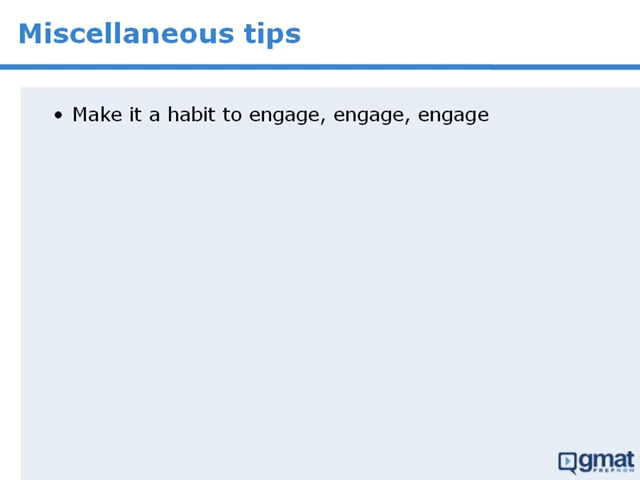 Miscellaneous tips
• Make it a habit to engage, engage, engage
gmat
PREPNOW